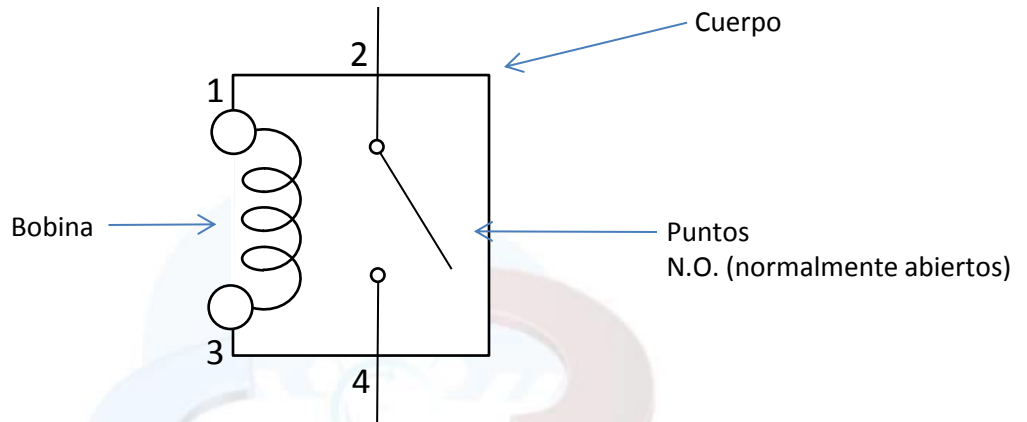 Cuerpo
2
1
Bobina
Puntos
N.O. (normalmente abiertos)
3
4